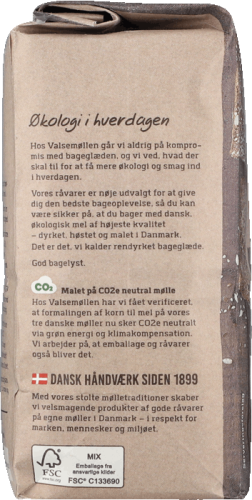 Økologi i hverdagen
Hos Valsemøllen går vi aldrig på kompro-
mis med bageglæden, og vi ved, hvad der
skal til for at få mere økologi og smag ind
i hverdagen.
Vores råvarer er nøje udvalgt for at give
dig den bedste bageoplevelse, så du kan
være sikker på, at du bager med dansk,
økologisk mel af højeste kvalitet
– dyrket, høstet og malet i Danmark.
Det er det, vi kalder rendyrket bageglæde.
God bagelyst.
CO₂ Malet på CO2e neutral mølle
Hos Valsemøllen har vi fået verificeret,
at formalingen af korn til mel på vores
tre danske møller nu sker CO2e neutralt
via grøn energi og klimakompensation.
Vi arbejder på, at emballage og råvarer
også bliver det.
DANSK HÅNDVÆRK SIDEN 1899
Med vores stolte mølletraditioner skaber
vi velsmagende produkter af gode råvarer
på egne møller i Danmark – i respekt for
marken, mennesker og miljøet.
FSC
MIX
Emballage fra
ansvarlige kilder
FSC® C133690